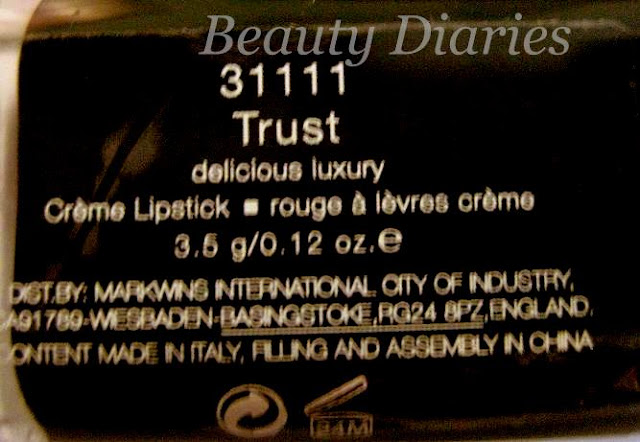 Beauty Diaries
31111
Trust
delicious luxury
Crème Lipstick ■ rouge à lèvres crème
3.5 g/0.12 oz.℮
DIST.BY: MARKWINS INTERNATIONAL. CITY OF INDUSTRY,
CA91789-WIESBADEN-BASINGSTOKE,RG24 8PZ,ENGLAND.
CONTENT MADE IN ITALY, FILLING AND ASSEMBLY IN CHINA
24M